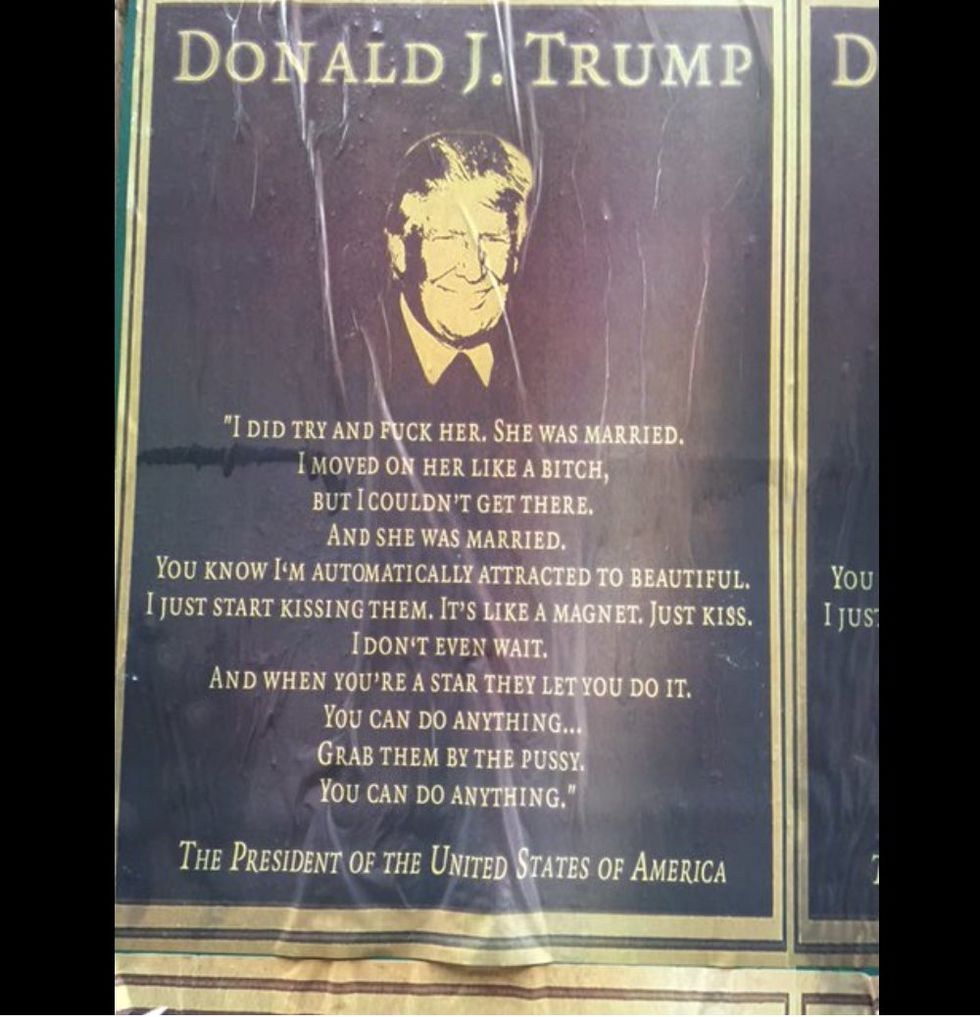 DONALD J. TRUMP
"I DID TRY AND FUCK HER. SHE WAS MARRIED.
I MOVED ON HER LIKE A BITCH,
BUT I COULDN'T GET THERE.
AND SHE WAS MARRIED.
YOU KNOW I‘M AUTOMATICALLY ATTRACTED TO BEAUTIFUL.
I JUST START KISSING THEM. IT'S LIKE A MAGNET. JUST KISS.
I DON‘T EVEN WAIT.
AND WHEN YOU'RE A STAR THEY LET YOU DO IT.
YOU CAN DO ANYTHING...
GRAB THEM BY THE PUSSY.
YOU CAN DO ANYTHING."
THE PRESIDENT OF THE UNITED STATES OF AMERICA
D
YOU
I JUST